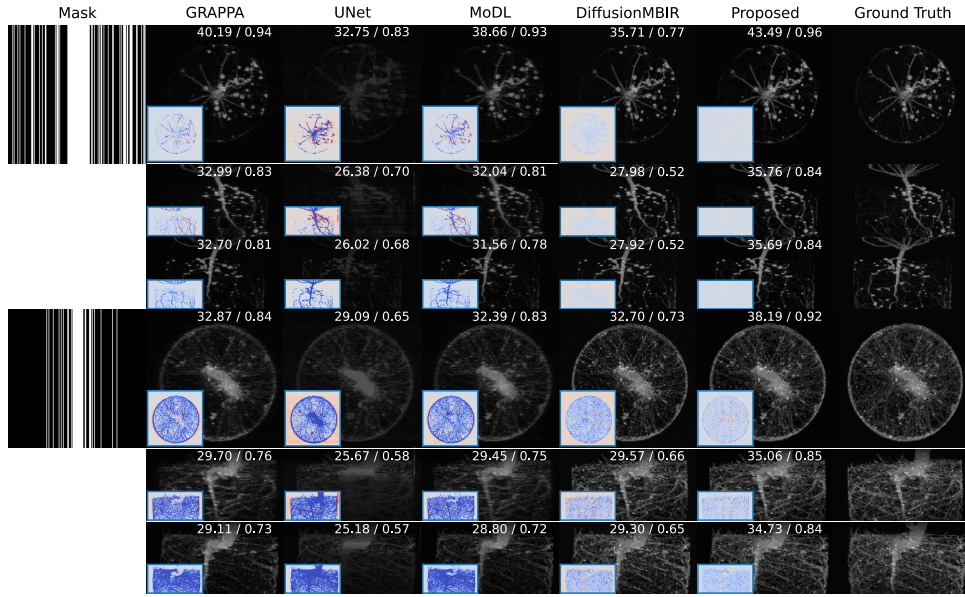 Mask GRAPPA UNet MoDL DiffusionMBIR Proposed Ground Truth
40.19 / 0.94 32.75 / 0.83 38.66 / 0.93 35.71 / 0.77 43.49 / 0.96
32.99 / 0.83 26.38 / 0.70 32.04 / 0.81 27.98 / 0.52 35.76 / 0.84
32.70 / 0.81 26.02 / 0.68 31.56 / 0.78 27.92 / 0.52 35.69 / 0.84
32.87 / 0.84 29.09 / 0.65 32.39 / 0.83 32.70 / 0.73 38.19 / 0.92
29.70 / 0.76 25.67 / 0.58 29.45 / 0.75 29.57 / 0.66 35.06 / 0.85
29.11 / 0.73 25.18 / 0.57 28.80 / 0.72 29.30 / 0.65 34.73 / 0.84